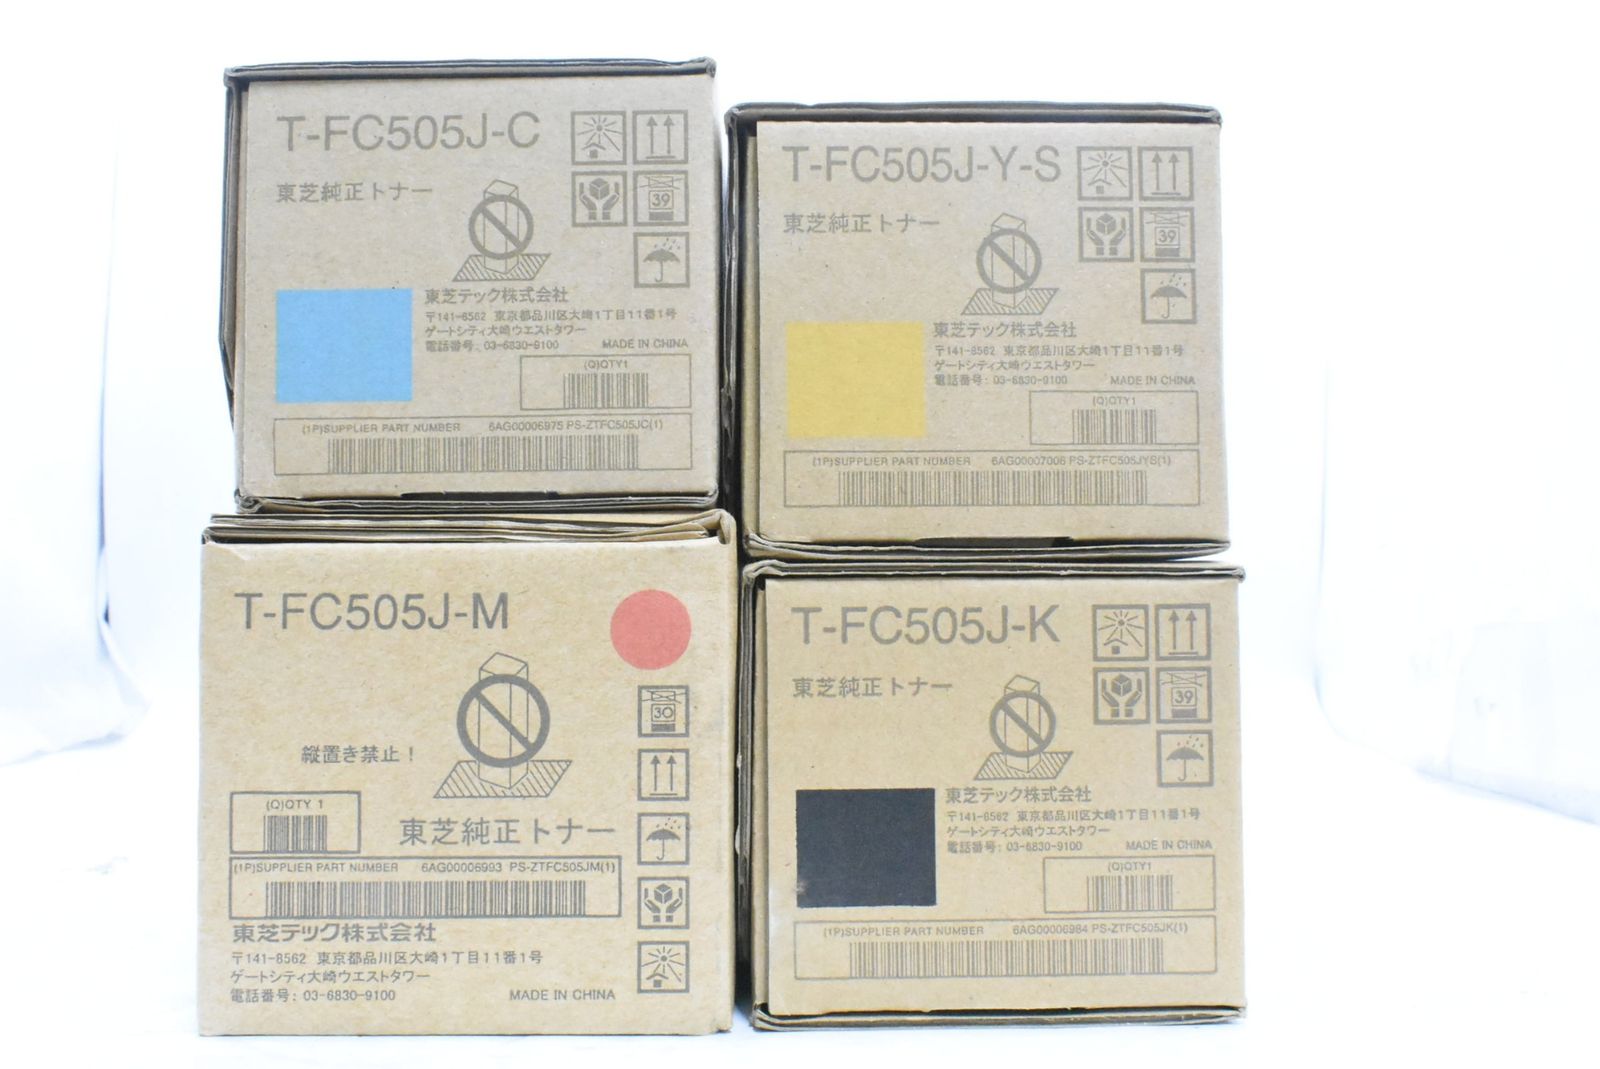 T-FC505J-C
東芝純正トナー
39
東芝テック株式会社
〒141-8562 東京都品川区大崎1丁目11番1号
ゲートシティ大崎ウエストタワー
電話番号: 03-6830-9100 MADE IN CHINA
(Q)QTY1
(1P)SUPPLIER PART NUMBER 6AG00006975 PS-ZTFC505JC(1)
T-FC505J-Y-S
東芝純正トナー
39
東芝テック株式会社
〒141-8562 東京都品川区大崎1丁目11番1号
ゲートシティ大崎ウエストタワー
電話番号: 03-6830-9100 MADE IN CHINA
(Q)QTY1
(1P)SUPPLIER PART NUMBER 6AG00007006 PS-ZTFC505JYS(1)
T-FC505J-M
30
縦置き禁止!
(Q)QTY 1
東芝純正トナー
(1P)SUPPLIER PART NUMBER 6AG00006993 PS-ZTFC505JM(1)
東芝テック株式会社
〒141-8562 東京都品川区大崎1丁目11番1号
ゲートシティ大崎ウエストタワー
電話番号: 03-6830-9100 MADE IN CHINA
T-FC505J-K
東芝純正トナー
39
東芝テック株式会社
〒141-8562 東京都品川区大崎1丁目11番1号
ゲートシティ大崎ウエストタワー
電話番号: 03-6830-9100 MADE IN CHINA
(Q)QTY1
(1P)SUPPLIER PART NUMBER 6AG00006984 PS-ZTFC505JK(1)